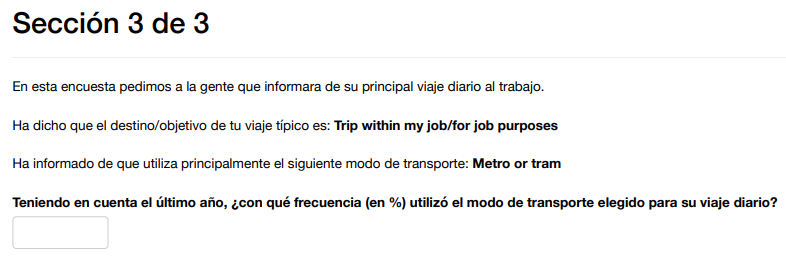 Sección 3 de 3
En esta encuesta pedimos a la gente que informara de su principal viaje diario al trabajo.
Ha dicho que el destino/objetivo de tu viaje típico es: Trip within my job/for job purposes
Ha informado de que utiliza principalmente el siguiente modo de transporte: Metro or tram
Teniendo en cuenta el último año, ¿con qué frecuencia (en %) utilizó el modo de transporte elegido para su viaje diario?